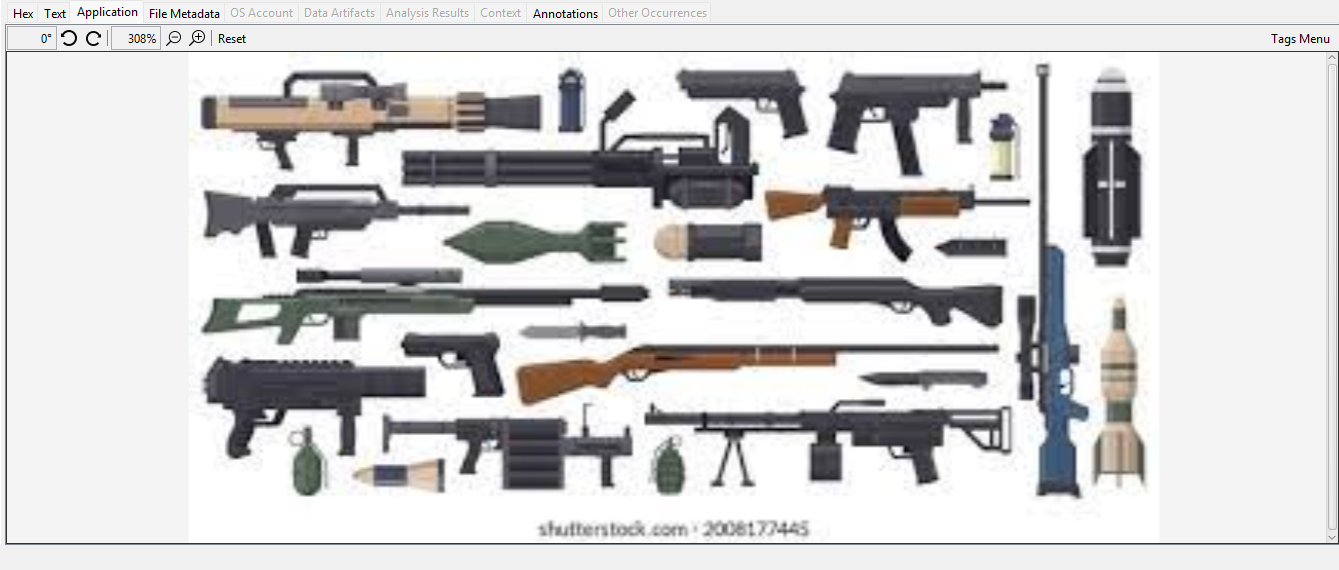 Hex Text Application File Metadata OS Account Data Artifacts Analysis Results Context Annotations Other Occurrences
0° 308% Reset Tags Menu
shutterstock.com · 2008177445